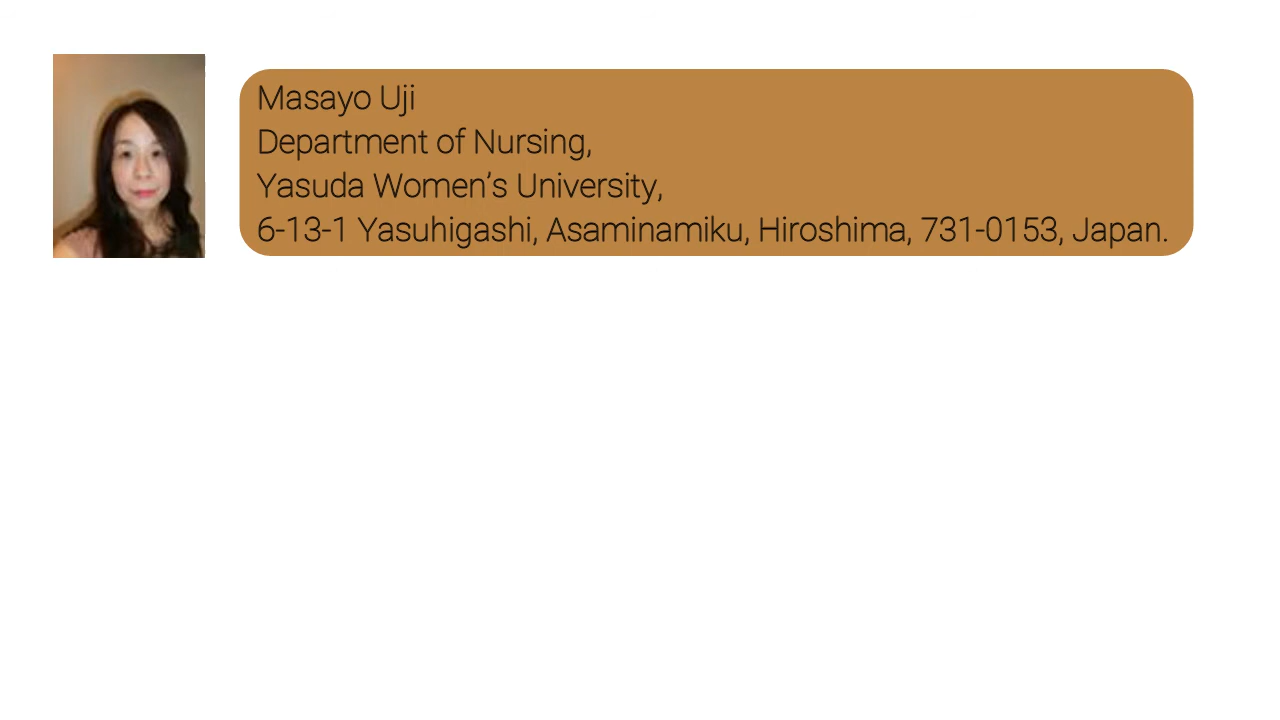 Masayo Uji
Department of Nursing,
Yasuda Women’s University,
6-13-1 Yasuhigashi, Asaminamiku, Hiroshima, 731-0153, Japan.